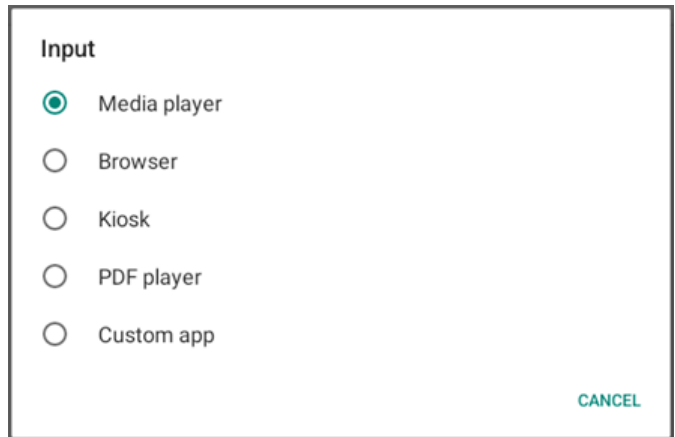 Input
Media player
Browser
Kiosk
PDF player
Custom app
CANCEL